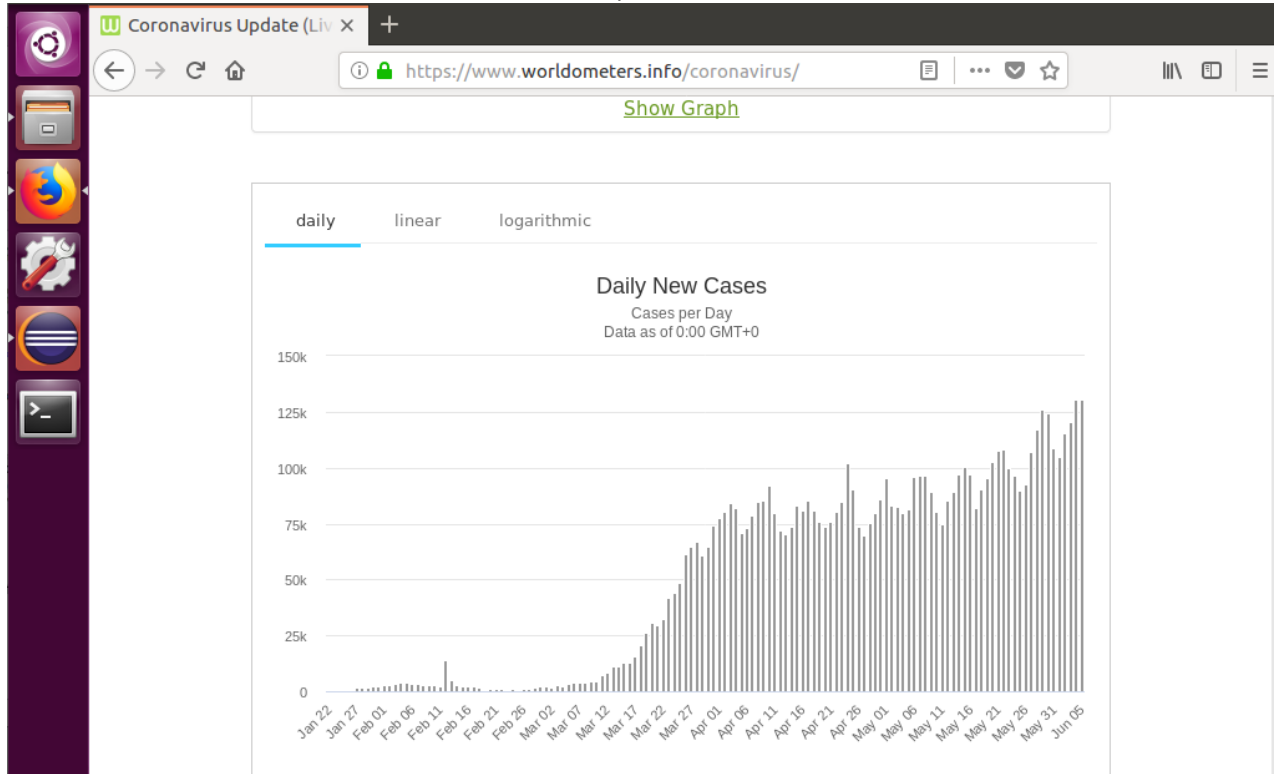 Coronavirus Update (Liv
https://www.worldometers.info/coronavirus/
Show Graph
daily linear logarithmic
Daily New Cases
Cases per Day
Data as of 0:00 GMT+0
150k
125k
100k
75k
50k
25k
0
Jan 22 Jan 27 Feb 01 Feb 06 Feb 11 Feb 16 Feb 21 Feb 26 Mar 02 Mar 07 Mar 12 Mar 17 Mar 22 Mar 27 Apr 01 Apr 06 Apr 11 Apr 16 Apr 21 Apr 26 May 01 May 06 May 11 May 16 May 21 May 26 May 31 Jun 05